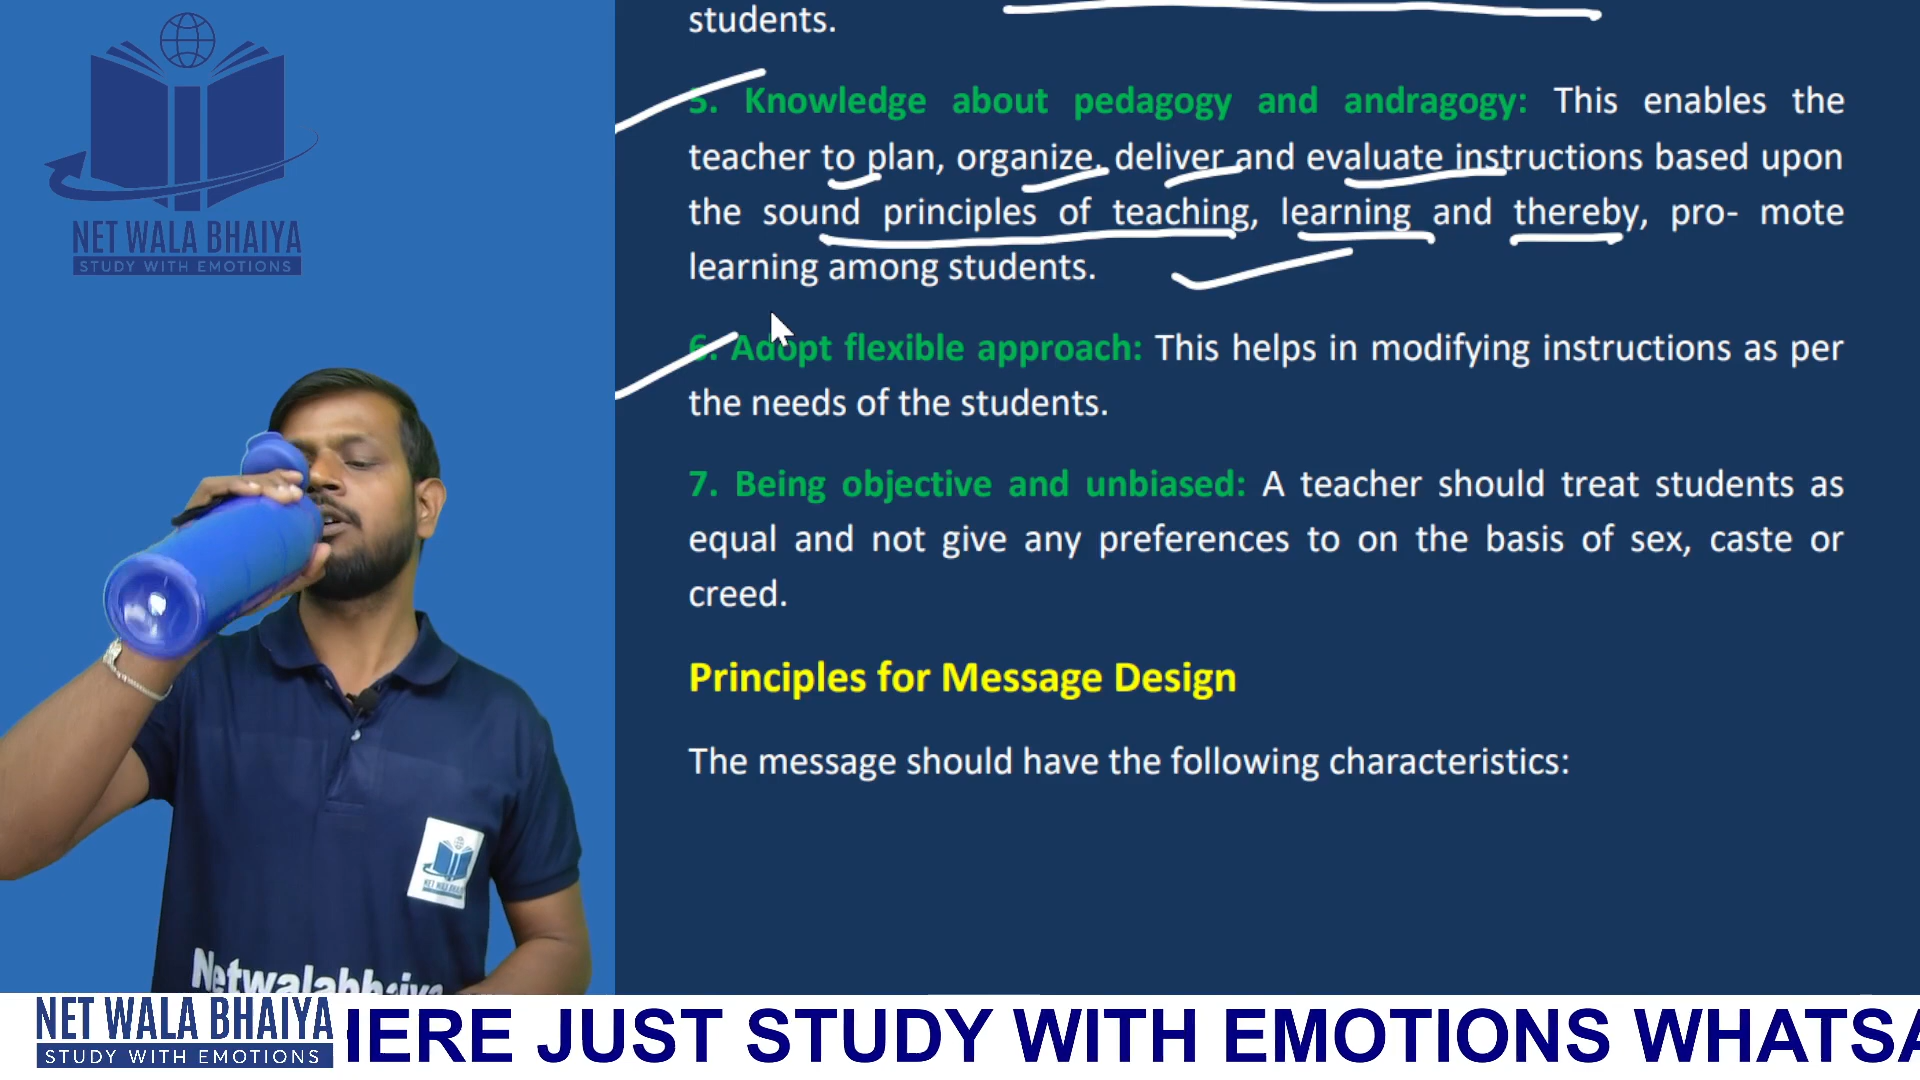 students.
5. Knowledge about pedagogy and andragogy: This enables the
teacher to plan, organize, deliver and evaluate instructions based upon
the sound principles of teaching, learning and thereby, pro- mote
learning among students.
6. Adopt flexible approach: This helps in modifying instructions as per
the needs of the students.
7. Being objective and unbiased: A teacher should treat students as
equal and not give any preferences to on the basis of sex, caste or
creed.
Principles for Message Design
The message should have the following characteristics:
NET WALA BHAIYA
STUDY WITH EMOTIONS
Netwalabhaiya
NET WALA BHAIYA
STUDY WITH EMOTIONS
IERE JUST STUDY WITH EMOTIONS WHATSA